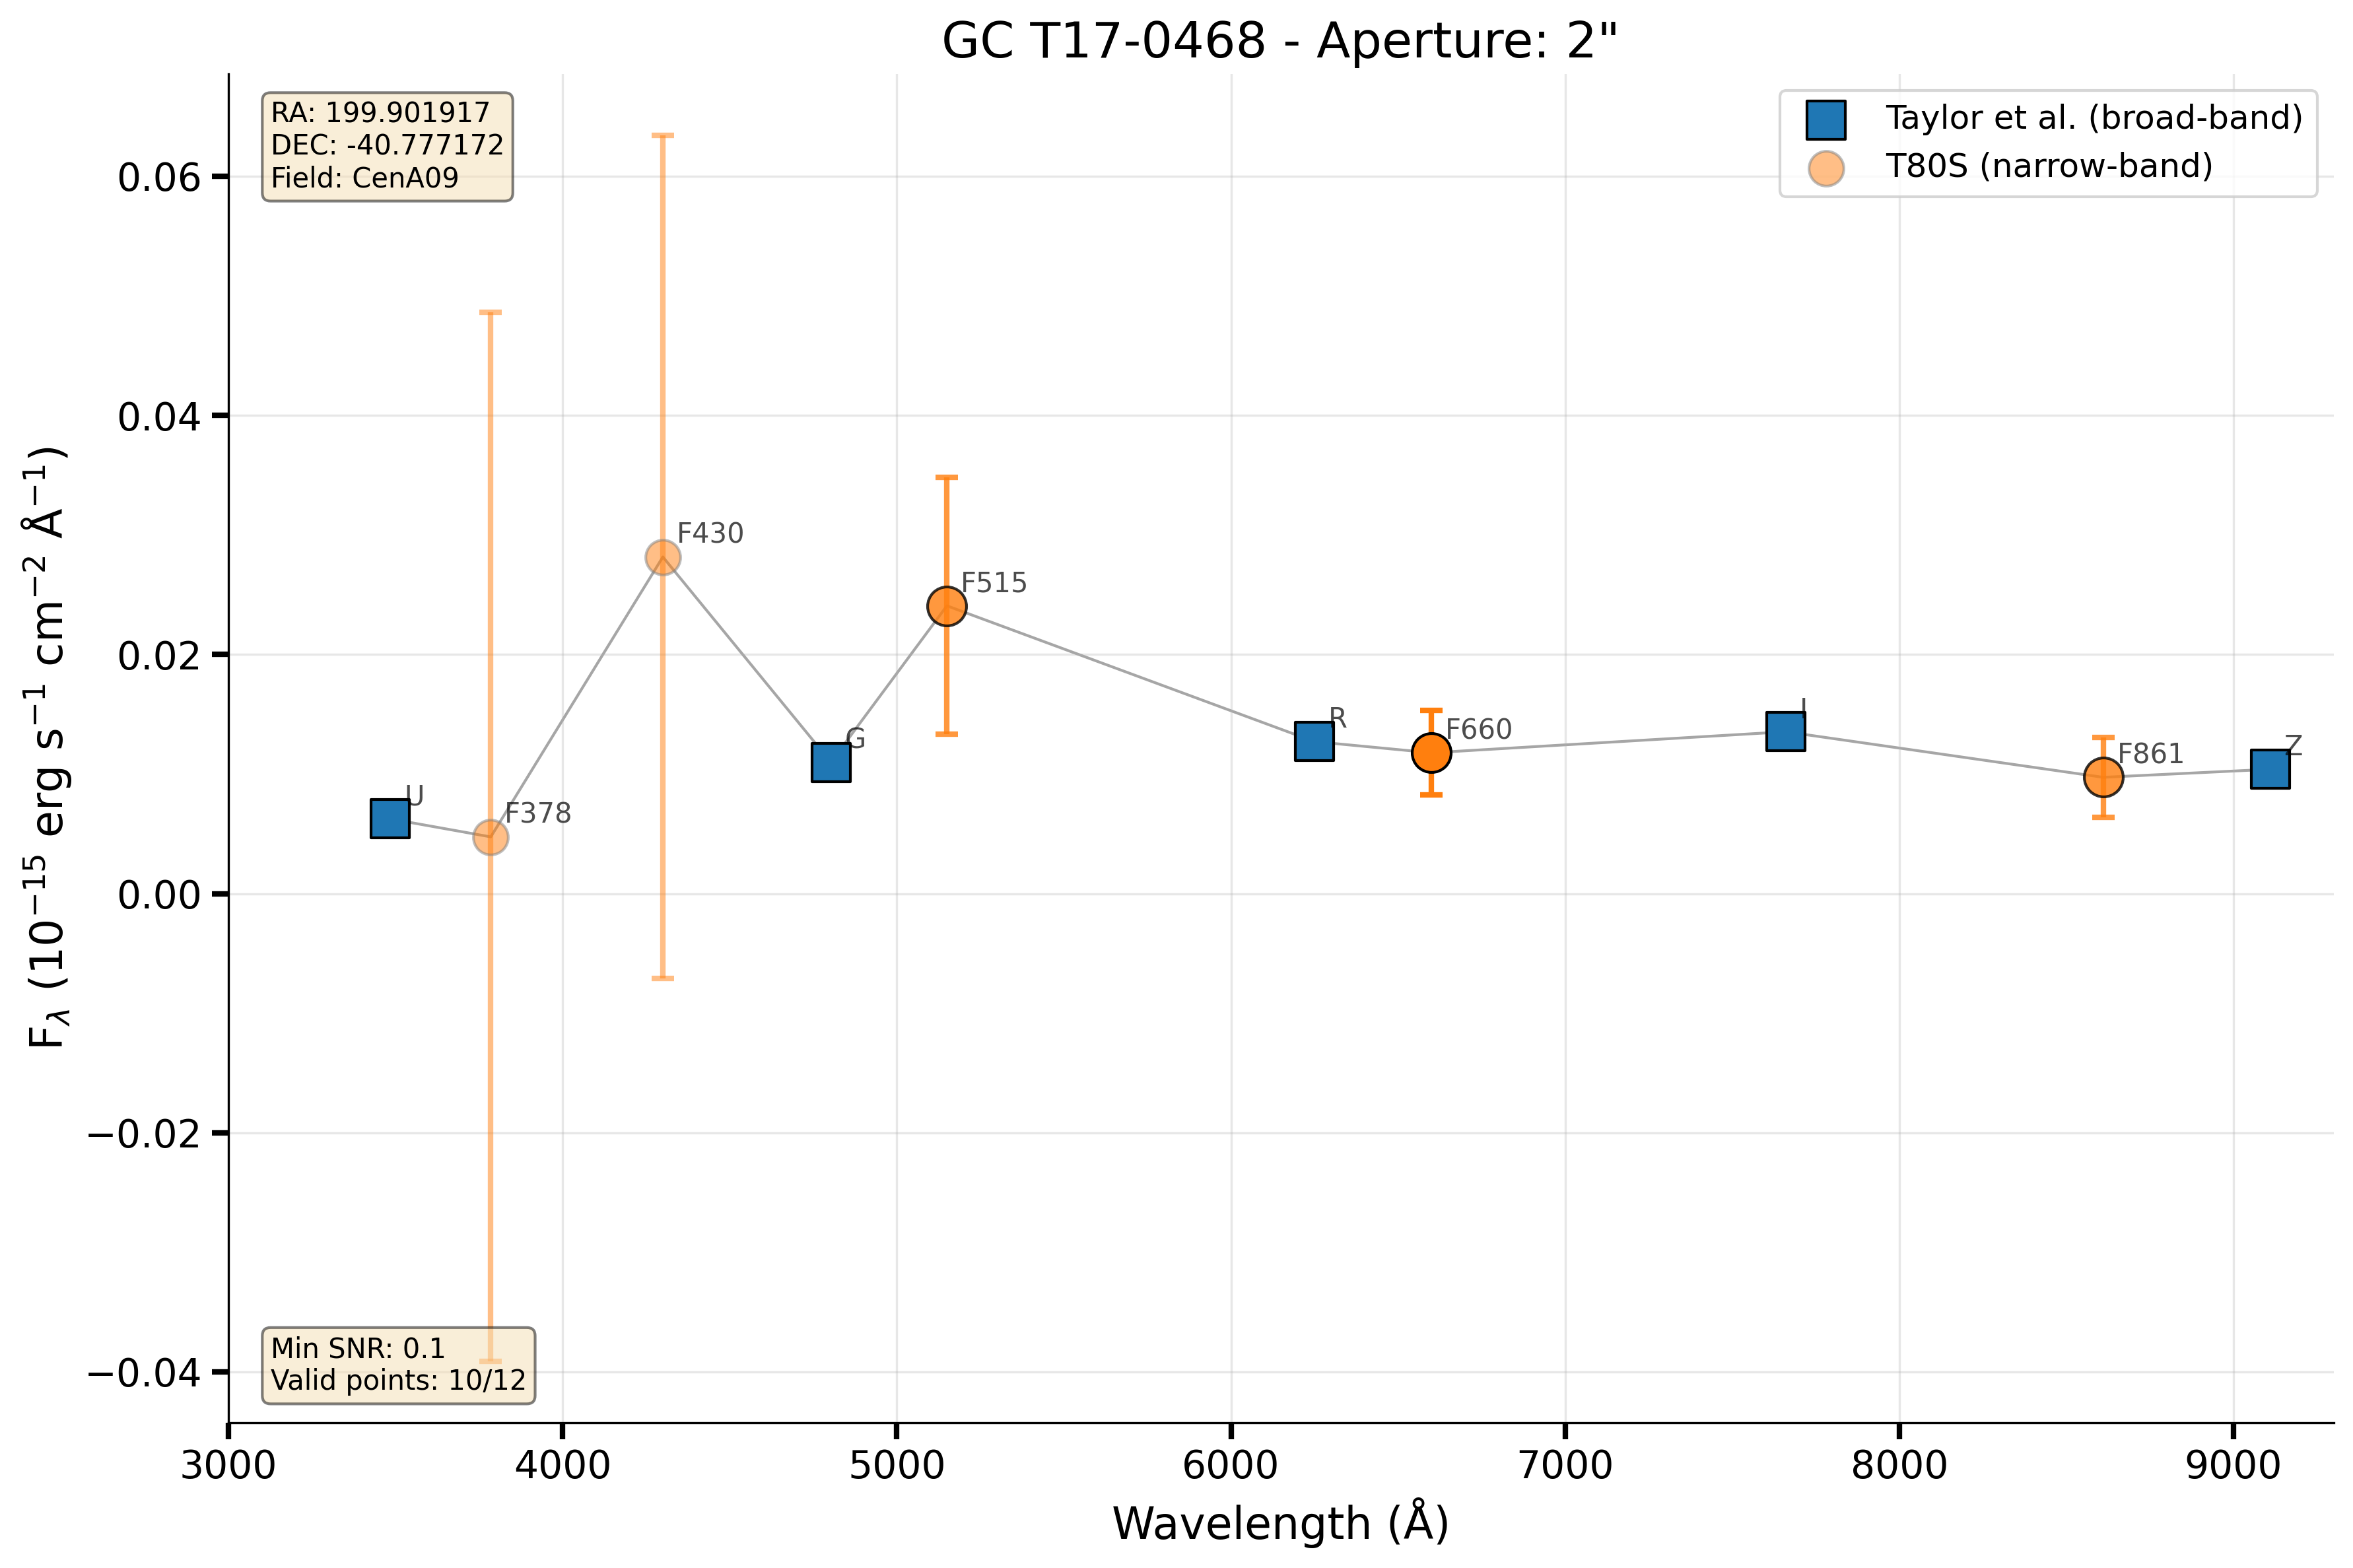 GC T17-0468 - Aperture: 2"
RA: 199.901917
DEC: -40.777172
Field: CenA09
Taylor et al. (broad-band)
T80S (narrow-band)
0.06
0.04
0.02
0.00
−0.02
−0.04
F_λ (10⁻¹⁵ erg s⁻¹ cm⁻² Å⁻¹)
U
F378
F430
G
F515
R
F660
I
F861
Z
Min SNR: 0.1
Valid points: 10/12
3000 4000 5000 6000 7000 8000 9000
Wavelength (Å)